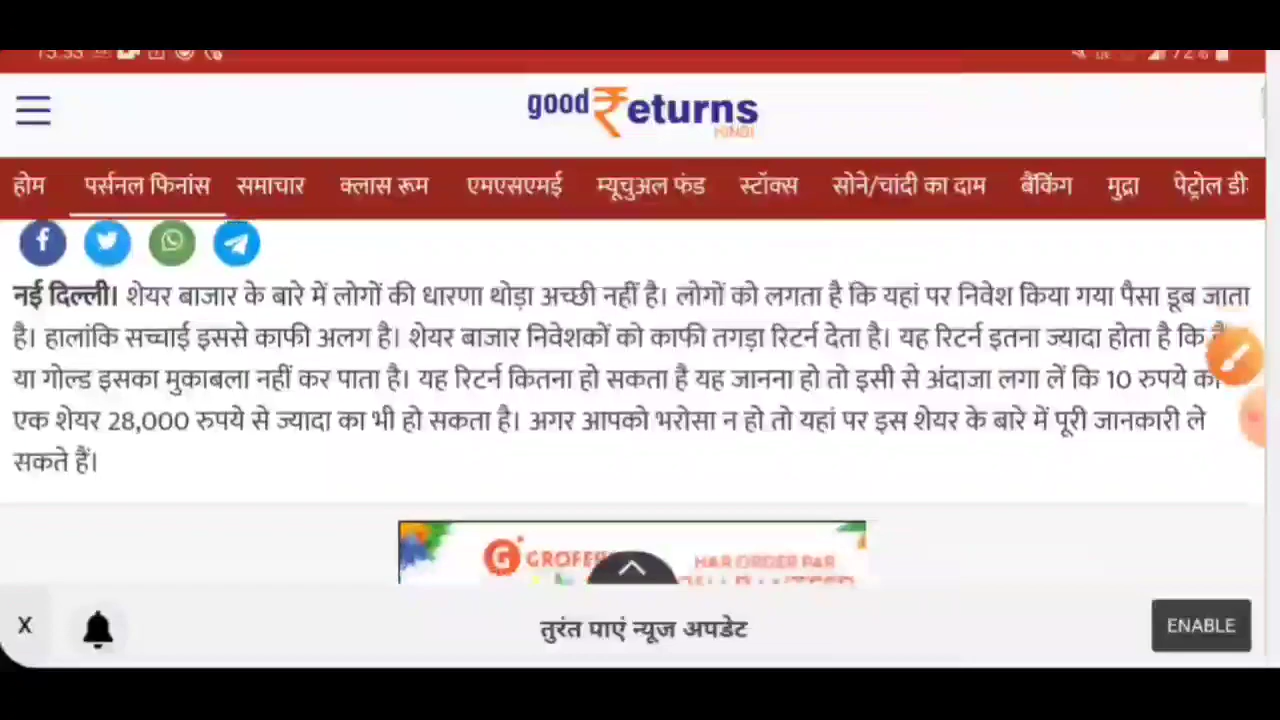 good ₹eturns
HINDI
होम पर्सनल फिनांस समाचार क्लास रूम एमएसएमई म्यूचुअल फंड स्टॉक्स सोने/चांदी का दाम बैंकिंग मुद्रा पेट्रोल
नई दिल्ली। शेयर बाजार के बारे में लोगों की धारणा थोड़ा अच्छी नहीं है। लोगों को लगता है कि यहां पर निवेश किया गया पैसा डूब जाता
है। हालांकि सच्चाई इससे काफी अलग है। शेयर बाजार निवेशकों को काफी तगड़ा रिटर्न देता है। यह रिटर्न इतना ज्यादा होता है कि
या गोल्ड इसका मुकाबला नहीं कर पाता है। यह रिटर्न कितना हो सकता है यह जानना हो तो इसी से अंदाजा लगा लें कि 10 रुपये का
एक शेयर 28,000 रुपये से ज्यादा का भी हो सकता है। अगर आपको भरोसा न हो तो यहां पर इस शेयर के बारे में पूरी जानकारी ले
सकते हैं।
HAR ORDER PAR
X तुरंत पाएं न्यूज अपडेट ENABLE